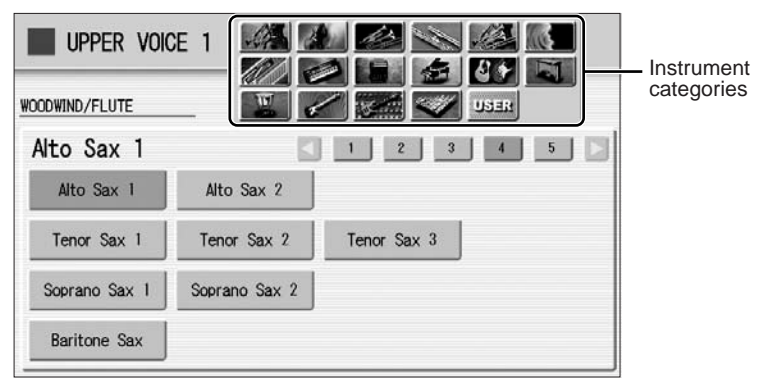 UPPER VOICE 1
USER
Instrument
categories
WOODWIND/FLUTE
Alto Sax 1
1 2 3 4 5
Alto Sax 1 Alto Sax 2
Tenor Sax 1 Tenor Sax 2 Tenor Sax 3
Soprano Sax 1 Soprano Sax 2
Baritone Sax